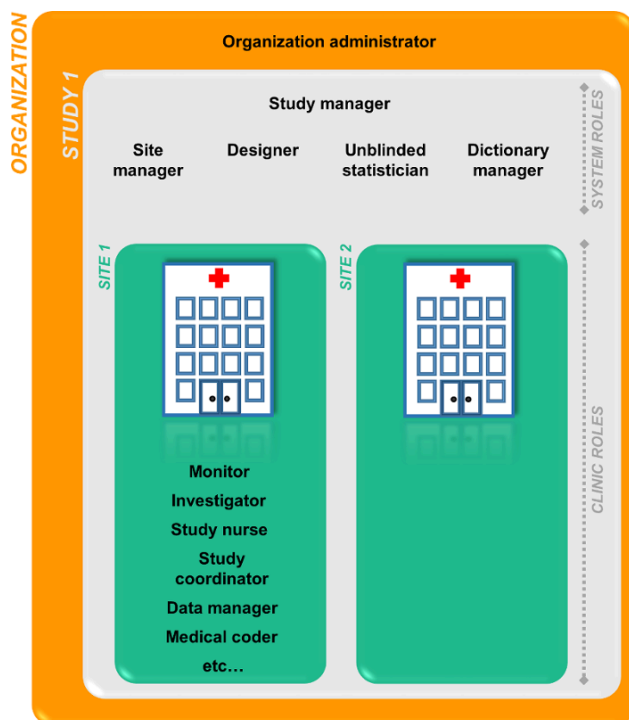 ORGANIZATION
Organization administrator
STUDY 1
Study manager
Site
manager
Designer
Unblinded
statistician
Dictionary
manager
SYSTEM ROLES
SITE 1
SITE 2
Monitor
Investigator
Study nurse
Study
coordinator
Data manager
Medical coder
etc…
CLINIC ROLES